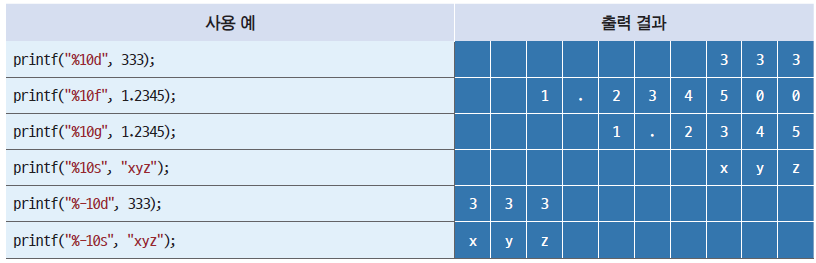 사용 예 출력 결과
printf("%10d", 333); 3 3 3
printf("%10f", 1.2345); 1 . 2 3 4 5 0 0
printf("%10g", 1.2345); 1 . 2 3 4 5
printf("%10s", "xyz"); x y z
printf("%-10d", 333); 3 3 3
printf("%-10s", "xyz"); x y z